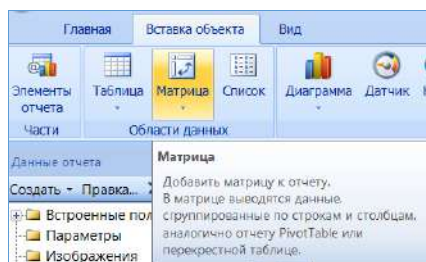 Главная Вставка объекта Вид
Элементы отчета Таблица Матрица Список Диаграмма Датчик
Части Области данных
Данные отчета
Создать Правка...
Встроенные пол
Параметры
Изображения
Матрица
Добавить матрицу к отчету.
В матрице выводятся данные,
сгруппированные по строкам и столбцам,
аналогично отчету PivotTable или
перекрестной таблице.